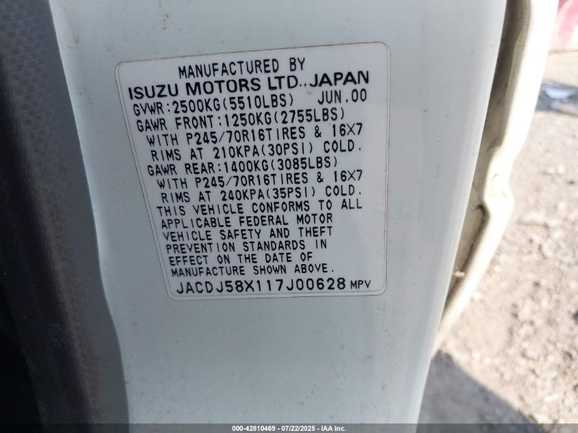 MANUFACTURED BY
ISUZU MOTORS LTD., JAPAN
GVWR:2500KG(5510LBS) JUN.00
GAWR FRONT:1250KG(2755LBS)
WITH P245/70R16TIRES & 16X7
RIMS AT 210KPA(30PSI) COLD.
GAWR REAR:1400KG(3085LBS)
WITH P245/70R16TIRES & 16X7
RIMS AT 240KPA(35PSI) COLD.
THIS VEHICLE CONFORMS TO ALL
APPLICABLE FEDERAL MOTOR
VEHICLE SAFETY AND THEFT
PREVENTION STANDARDS IN
EFFECT ON THE DATE OF
MANUFACTURE SHOWN ABOVE.
JACDJ58X117J00628 MPV
000-42810469 - 07/22/2025 - IAA Inc.